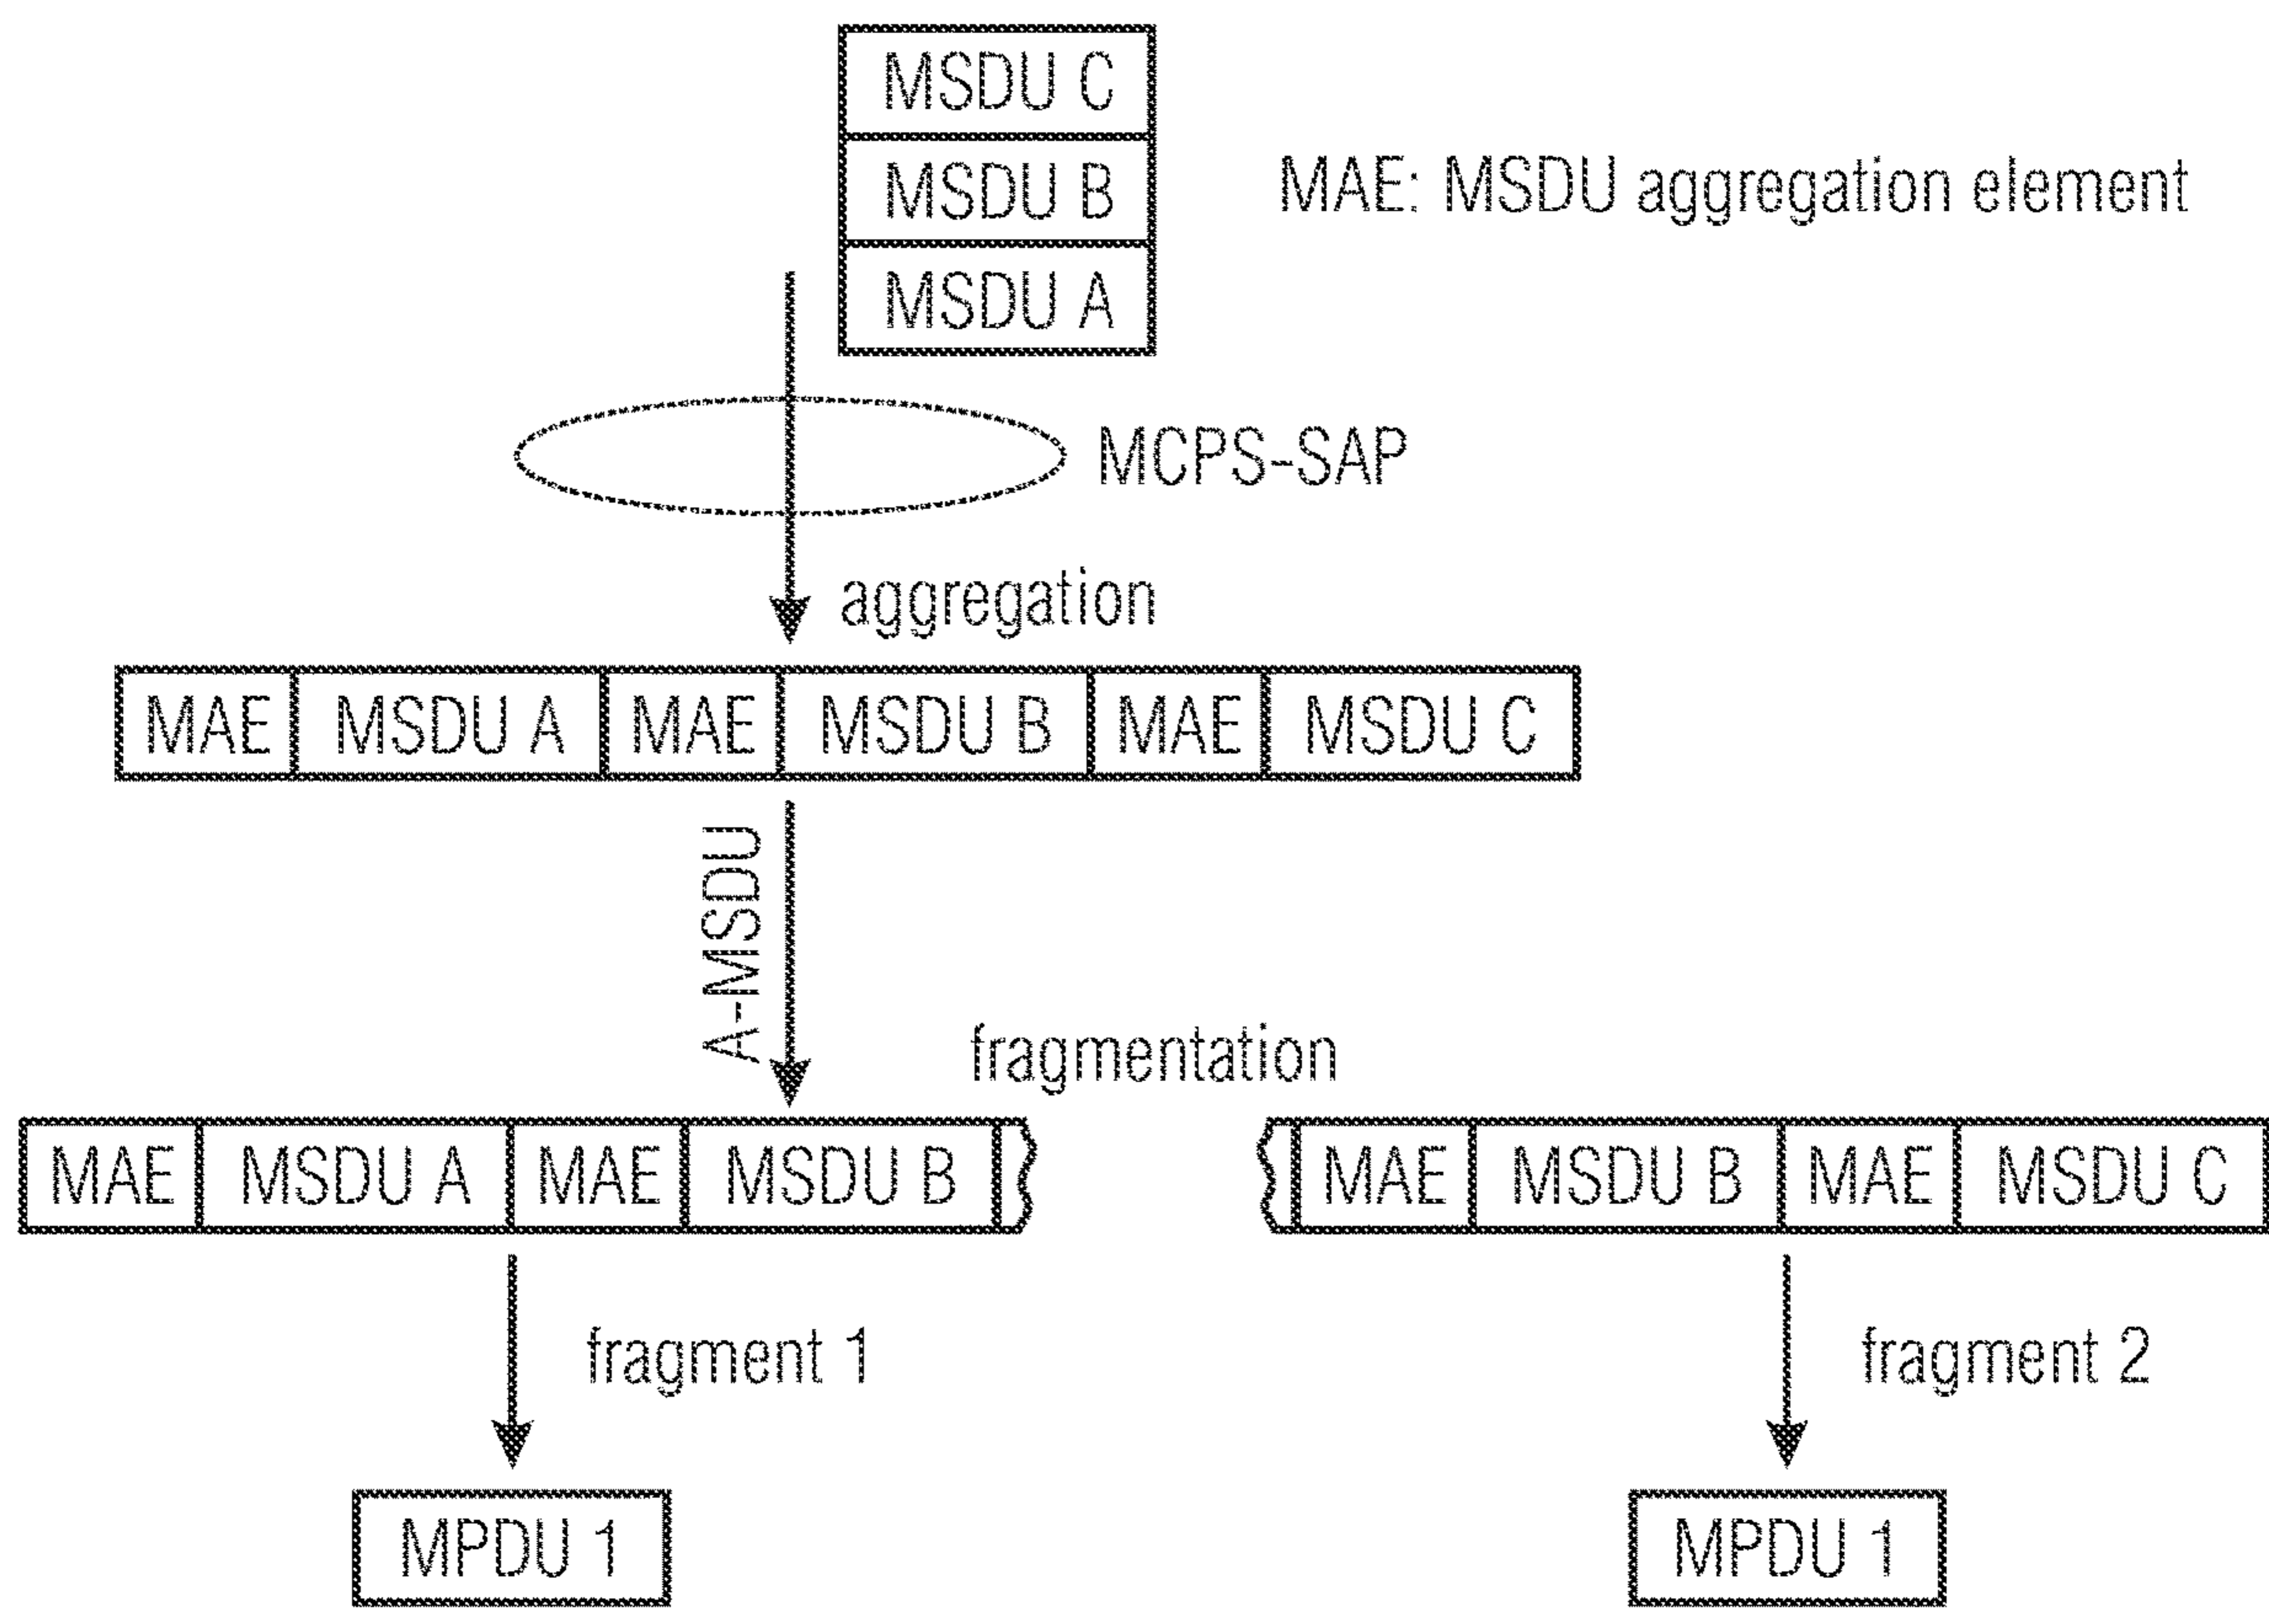 MSDU C
MSDU B
MAE: MSDU aggregation element
MSDU A
MCPS-SAP
aggregation
MAE MSDU A MAE MSDU B MAE MSDU C
A-MSDU
fragmentation
MAE MSDU A MAE MSDU B
MAE MSDU B MAE MSDU C
fragment 1
fragment 2
MPDU 1
MPDU 1